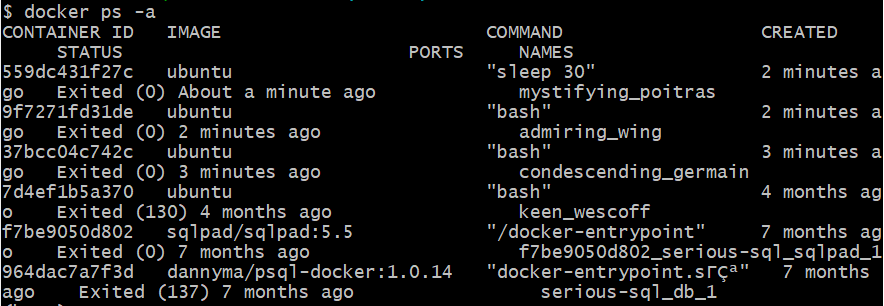 $ docker ps -a
CONTAINER ID   IMAGE                        COMMAND                  CREATED
     STATUS                          PORTS     NAMES
559dc431f27c   ubuntu                       "sleep 30"               2 minutes a
go   Exited (0) About a minute ago             mystifying_poitras
9f7271fd31de   ubuntu                       "bash"                   2 minutes a
go   Exited (0) 2 minutes ago                  admiring_wing
37bcc04c742c   ubuntu                       "bash"                   3 minutes a
go   Exited (0) 3 minutes ago                  condescending_germain
7d4ef1b5a370   ubuntu                       "bash"                   4 months ag
o    Exited (130) 4 months ago                 keen_wescoff
f7be9050d802   sqlpad/sqlpad:5.5            "/docker-entrypoint"     7 months ag
o    Exited (0) 7 months ago                   f7be9050d802_serious-sql_sqlpad_1
964dac7a7f3d   dannyma/psql-docker:1.0.14   "docker-entrypoint.sΓÇª"   7 months
ago    Exited (137) 7 months ago                 serious-sql_db_1